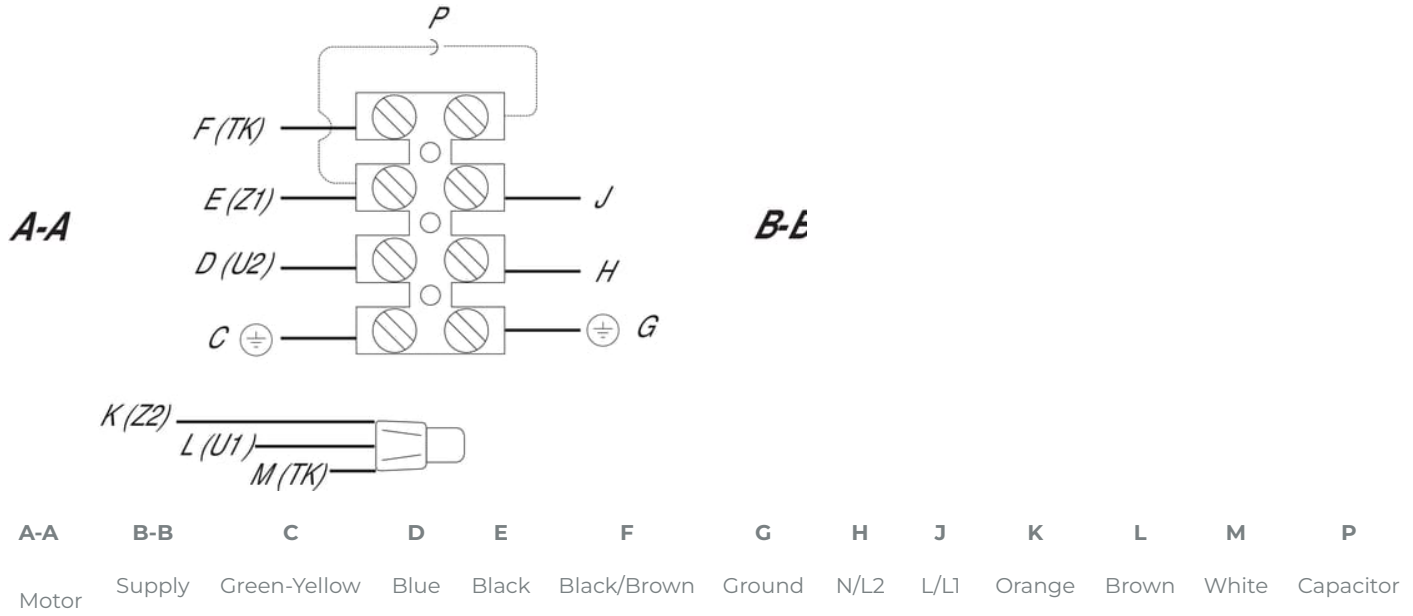 P
F (TK)
E (Z1)
J
A-A
B-B
D (U2)
H
C
G
K (Z2)
L (U1)
M (TK)
A-A B-B C D E F G H J K L M P
Motor Supply Green-Yellow Blue Black Black/Brown Ground N/L2 L/L1 Orange Brown White Capacitor